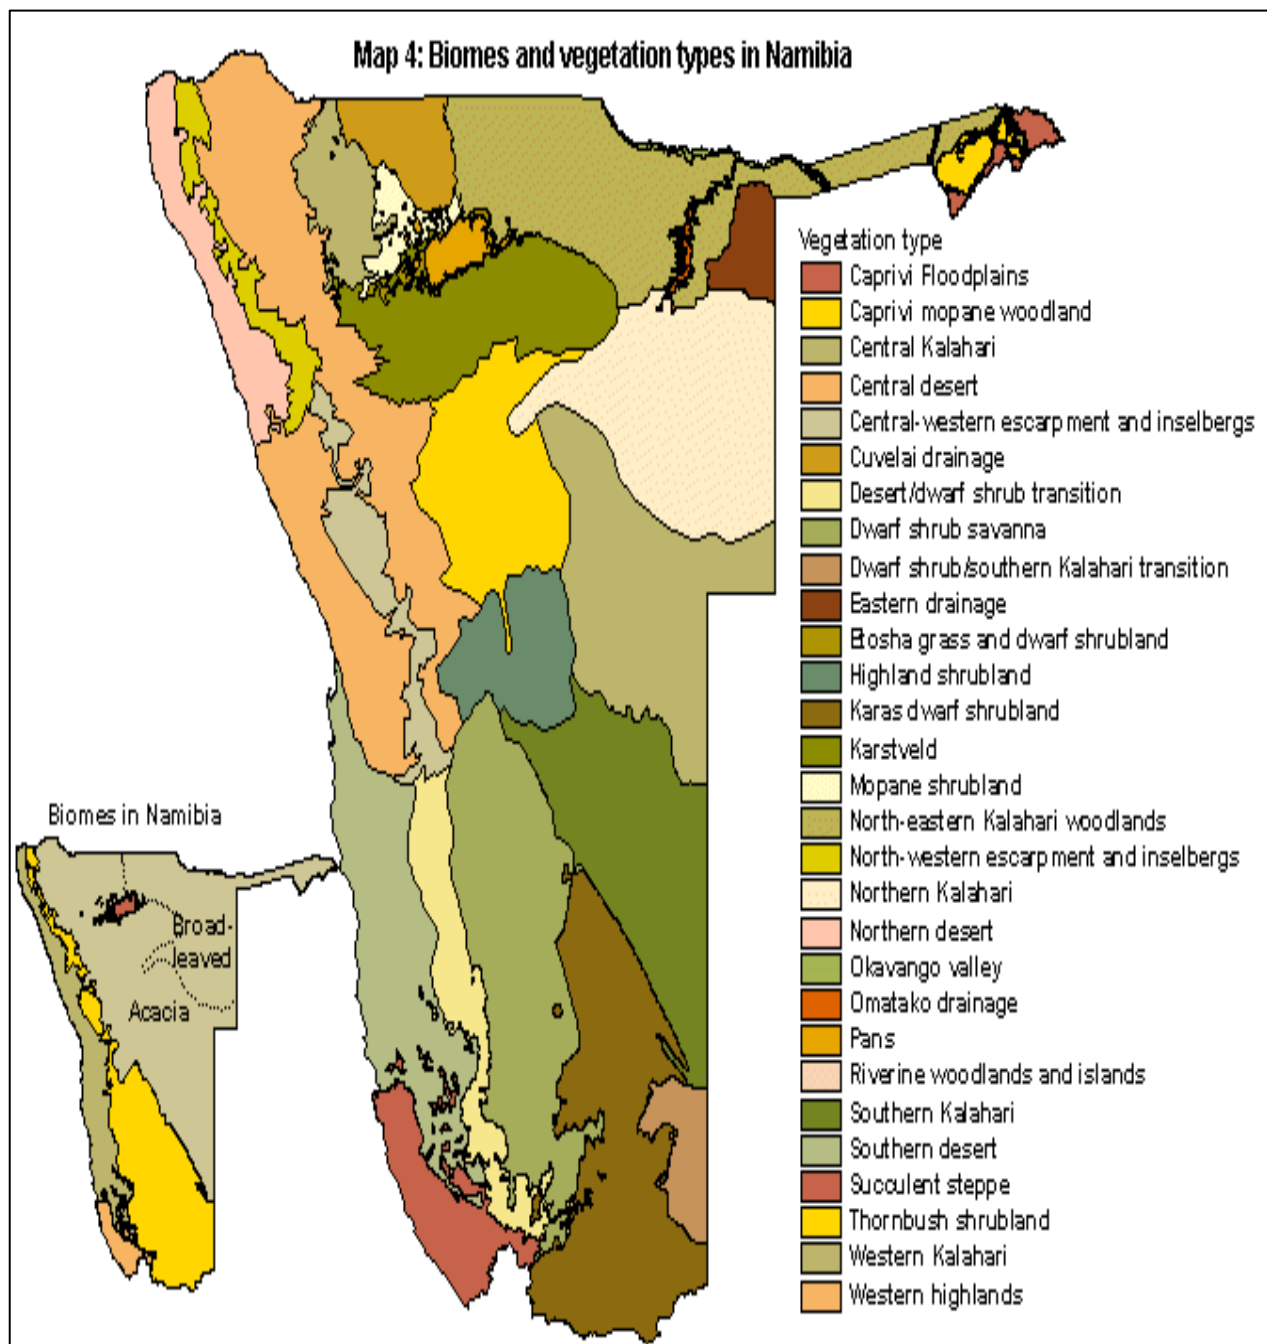 Map 4: Biomes and vegetation types in Namibia
Vegetation type
Caprivi Floodplains
Caprivi mopane woodland
Central Kalahari
Central desert
Central-western escarpment and inselbergs
Cuvelai drainage
Desert/dwarf shrub transition
Dwarf shrub savanna
Dwarf shrub/southern Kalahari transition
Eastern drainage
Etosha grass and dwarf shrubland
Highland shrubland
Karas dwarf shrubland
Karstveld
Mopane shrubland
North-eastern Kalahari woodlands
North-western escarpment and inselbergs
Northern Kalahari
Northern desert
Okavango valley
Omatako drainage
Pans
Riverine woodlands and islands
Southern Kalahari
Southern desert
Succulent steppe
Thornbush shrubland
Western Kalahari
Western highlands
Biomes in Namibia
Broad-
leaved
Acacia